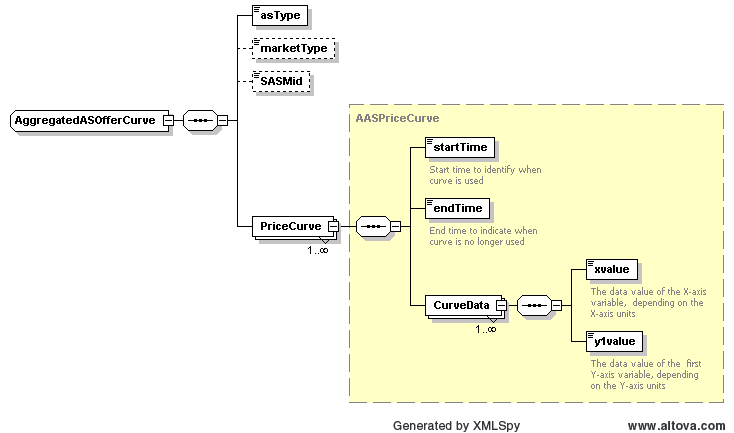 asType
marketType
SASMid
AggregatedASOfferCurve
AASPriceCurve
startTime
Start time to identify when
curve is used
endTime
End time to indicate when
curve is no longer used
PriceCurve
1..∞
xvalue
The data value of the X-axis
variable, depending on the
X-axis units
CurveData
1..∞
y1value
The data value of the first
Y-axis variable, depending
on the Y-axis units
Generated by XMLSpy
www.altova.com